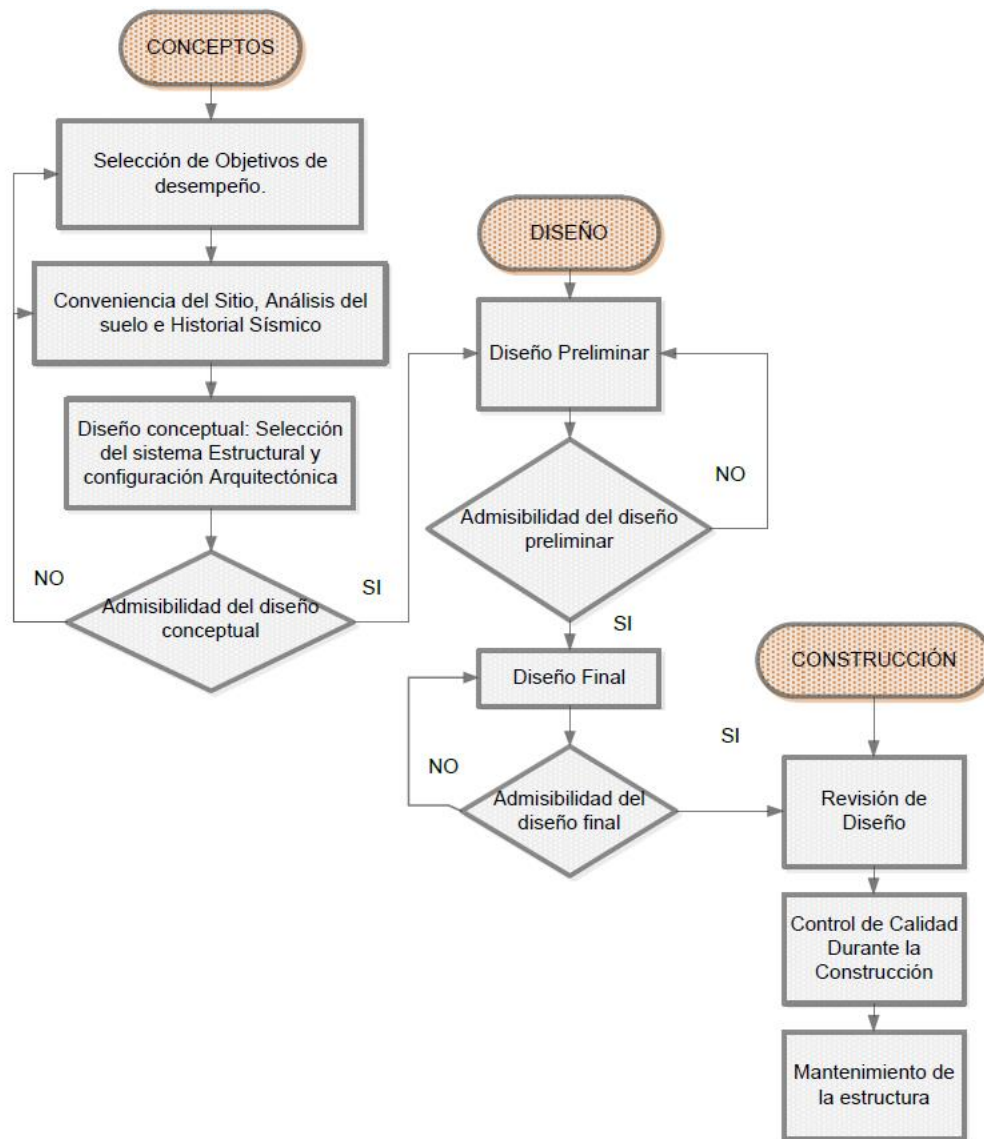 CONCEPTOS
Selección de Objetivos de
desempeño.
Conveniencia del Sitio, Análisis del
suelo e Historial Sísmico
Diseño conceptual: Selección
del sistema Estructural y
configuración Arquitectónica
NO
SI
Admisibilidad del diseño
conceptual
DISEÑO
Diseño Preliminar
NO
Admisibilidad del diseño
preliminar
SI
Diseño Final
NO
SI
Admisibilidad del
diseño final
CONSTRUCCIÓN
Revisión de
Diseño
Control de Calidad
Durante la
Construcción
Mantenimiento de
la estructura